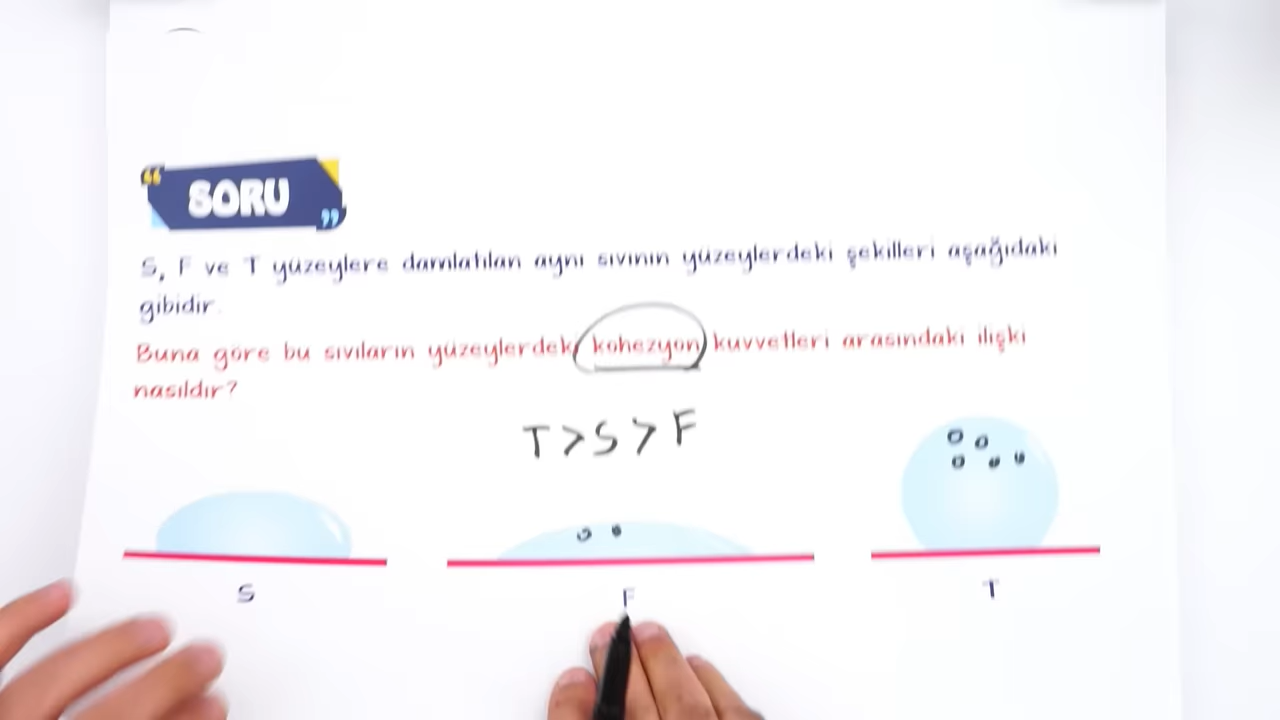 SORU
S, F ve T yüzeylere damlatılan aynı sıvının yüzeylerdeki şekilleri aşağıdaki
gibidir.
Buna göre bu sıvıların yüzeylerdeki kohezyon kuvvetleri arasındaki ilişki
nasıldır?
T > S > F
S
F
T